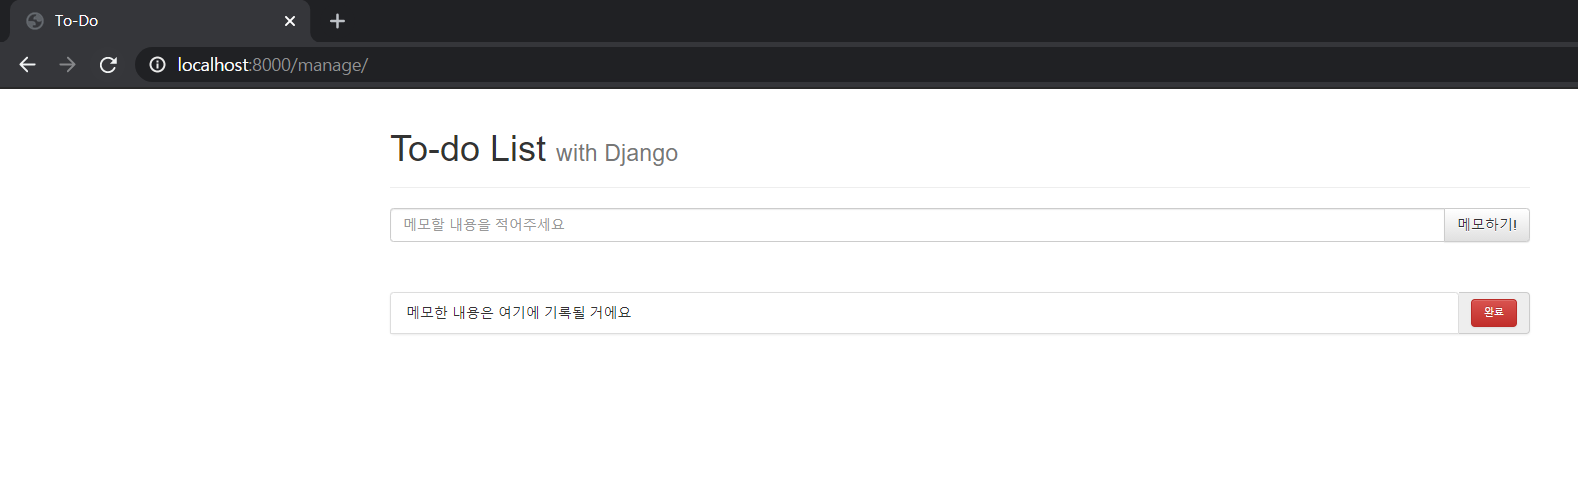 To-Do
localhost:8000/manage/
To-do List with Django
메모할 내용을 적어주세요
메모하기!
메모한 내용은 여기에 기록될 거에요
완료